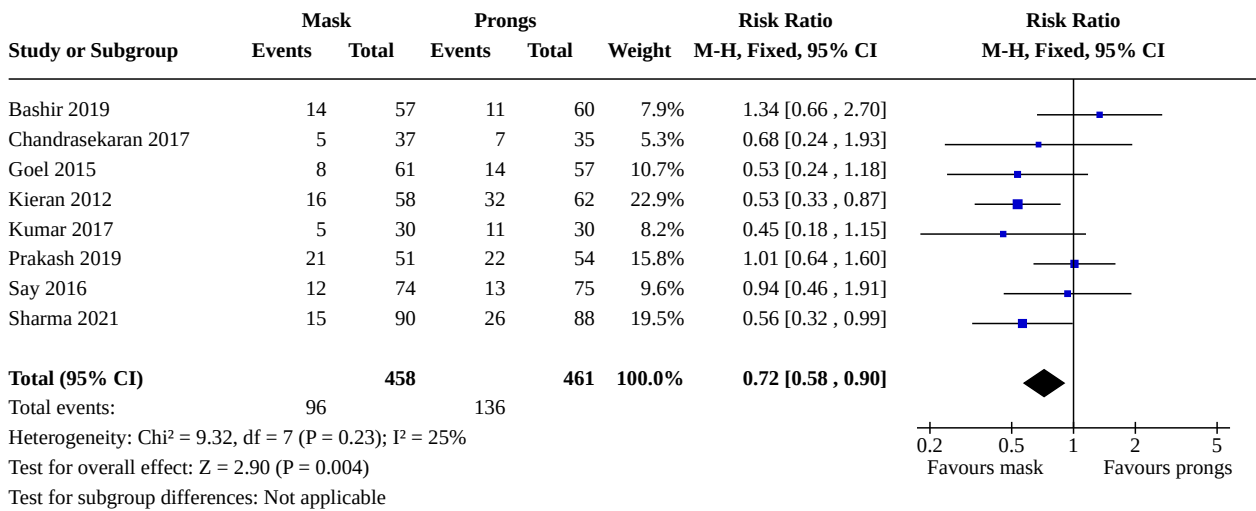 Mask Prongs Risk Ratio Risk Ratio
Study or Subgroup Events Total Events Total Weight M-H, Fixed, 95% CI M-H, Fixed, 95% CI
Bashir 2019 14 57 11 60 7.9% 1.34 [0.66 , 2.70]
Chandrasekaran 2017 5 37 7 35 5.3% 0.68 [0.24 , 1.93]
Goel 2015 8 61 14 57 10.7% 0.53 [0.24 , 1.18]
Kieran 2012 16 58 32 62 22.9% 0.53 [0.33 , 0.87]
Kumar 2017 5 30 11 30 8.2% 0.45 [0.18 , 1.15]
Prakash 2019 21 51 22 54 15.8% 1.01 [0.64 , 1.60]
Say 2016 12 74 13 75 9.6% 0.94 [0.46 , 1.91]
Sharma 2021 15 90 26 88 19.5% 0.56 [0.32 , 0.99]
Total (95% CI) 458 461 100.0% 0.72 [0.58 , 0.90]
Total events: 96 136
Heterogeneity: Chi² = 9.32, df = 7 (P = 0.23); I² = 25%
Test for overall effect: Z = 2.90 (P = 0.004)
Test for subgroup differences: Not applicable
0.2 0.5 1 2 5
Favours mask Favours prongs